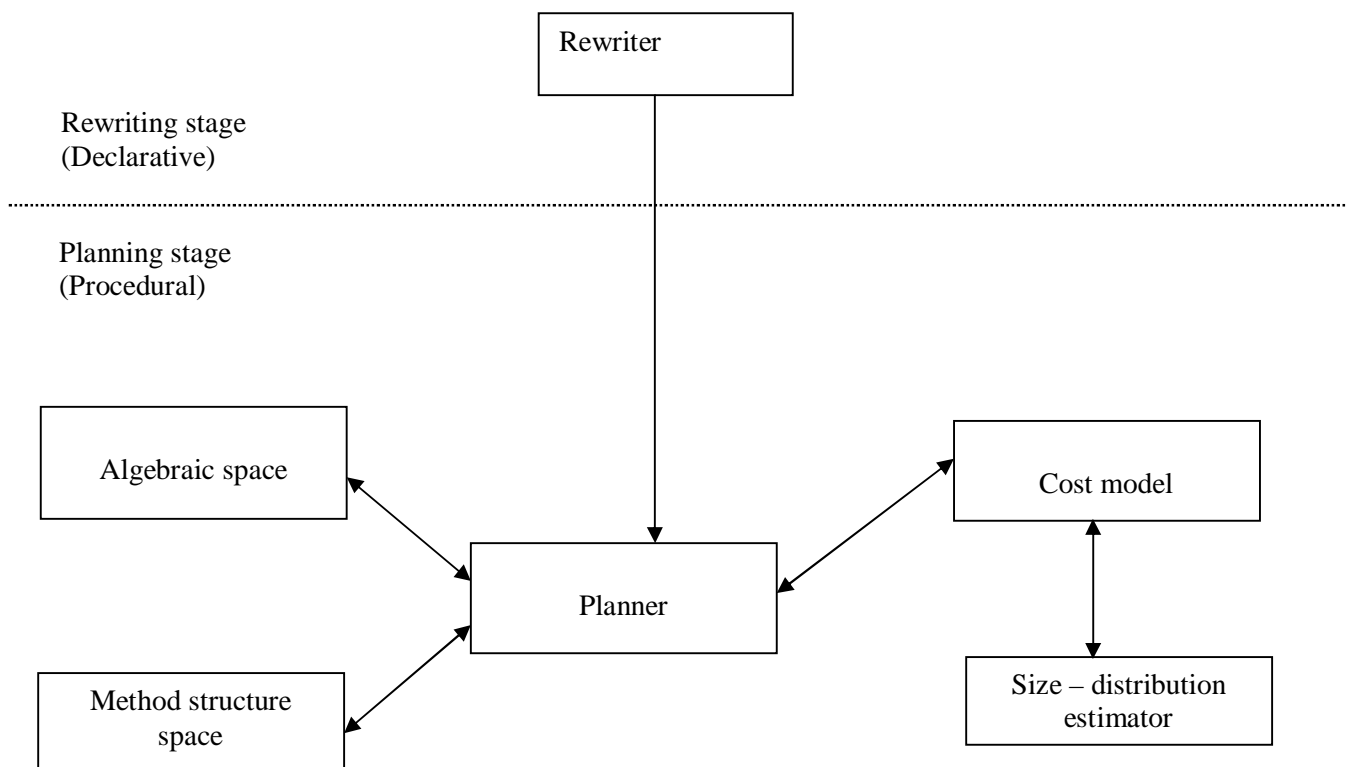 Rewriter
Rewriting stage
(Declarative)
Planning stage
(Procedural)
Algebraic space
Cost model
Planner
Method structure
space
Size – distribution
estimator